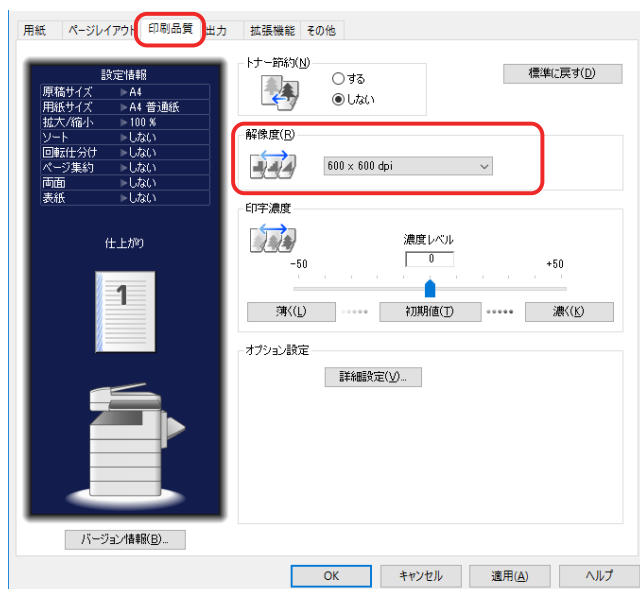 用紙 ページレイアウト 印刷品質 出力 拡張機能 その他
設定情報
原稿サイズ ▶A4
用紙サイズ ▶A4 普通紙
拡大/縮小 ▶100 %
ソート ▶しない
回転仕分け ▶しない
ページ集約 ▶しない
両面 ▶しない
表紙 ▶しない
仕上がり
1
バージョン情報(B)...
トナー節約(N)
する
しない
標準に戻す(D)
解像度(R)
600 x 600 dpi
印字濃度
濃度レベル
-50 0 +50
薄く(L) 初期値(T) 濃く(K)
オプション設定
詳細設定(V)...
OK キャンセル 適用(A) ヘルプ